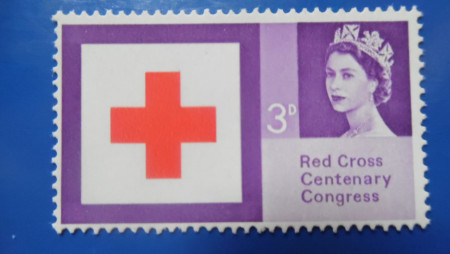 3D
Red Cross
Centenary
Congress